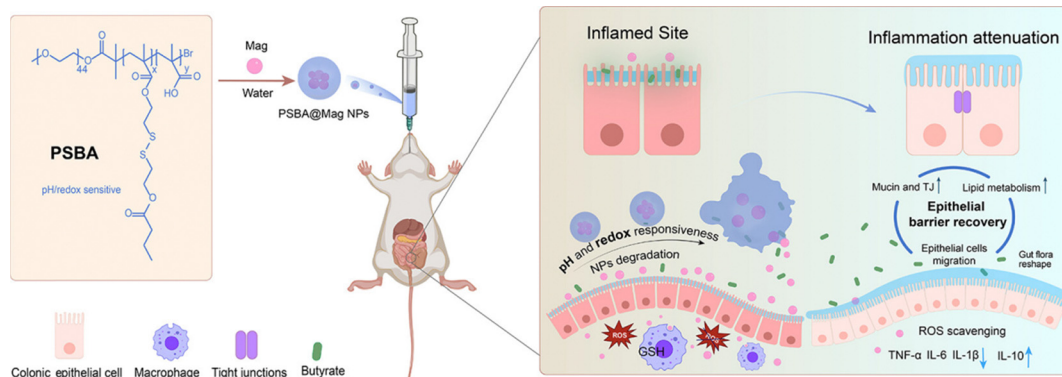 O
O
44
O
x
y
Br
O
O
O
HO
S
S
O
O
PSBA
pH/redox sensitive
Mag
Water
PSBA@Mag NPs
Colonic epithelial cell
Macrophage
Tight junctions
Butyrate
Inflamed Site
Inflammation attenuation
pH and redox responsiveness
NPs degradation
ROS
ROS
GSH
Mucin and TJ
Lipid metabolism
Epithelial
barrier recovery
Epithelial cells
migration
Gut flora
reshape
ROS scavenging
TNF-α IL-6 IL-1β IL-10